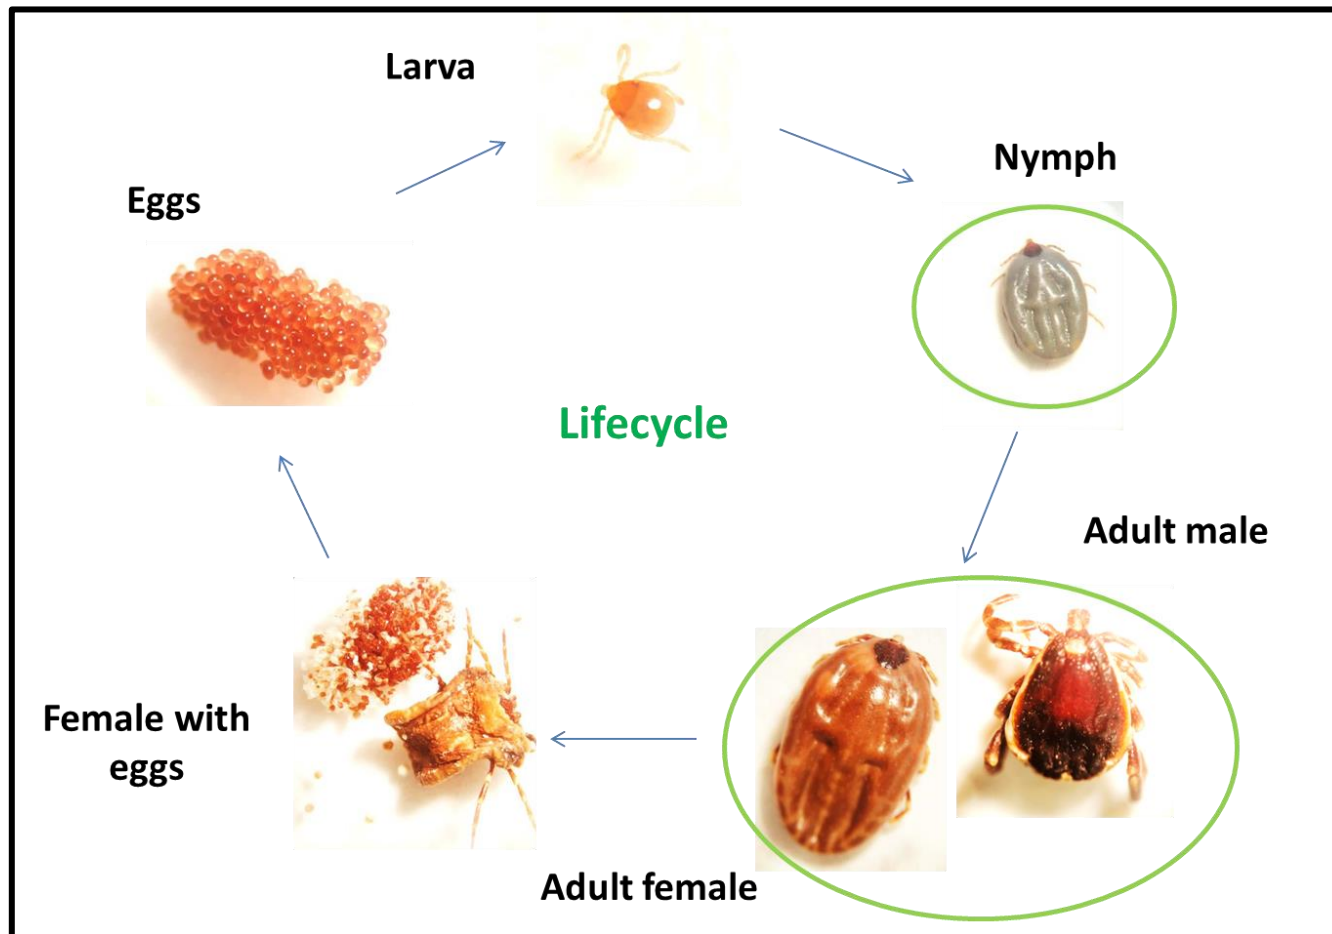 Larva
Nymph
Eggs
Lifecycle
Adult male
Female with
eggs
Adult female